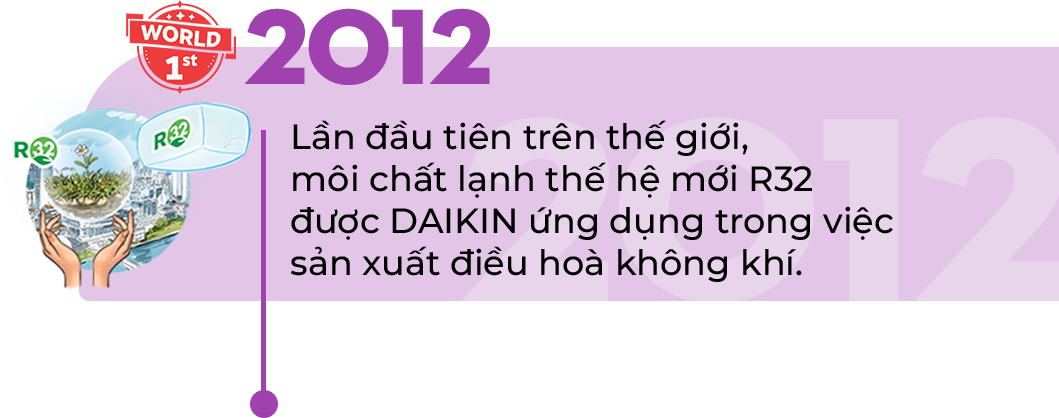 WORLD
1st
2012
R32
R32
Lần đầu tiên trên thế giới,
môi chất lạnh thế hệ mới R32
được DAIKIN ứng dụng trong việc
sản xuất điều hoà không khí.
2012